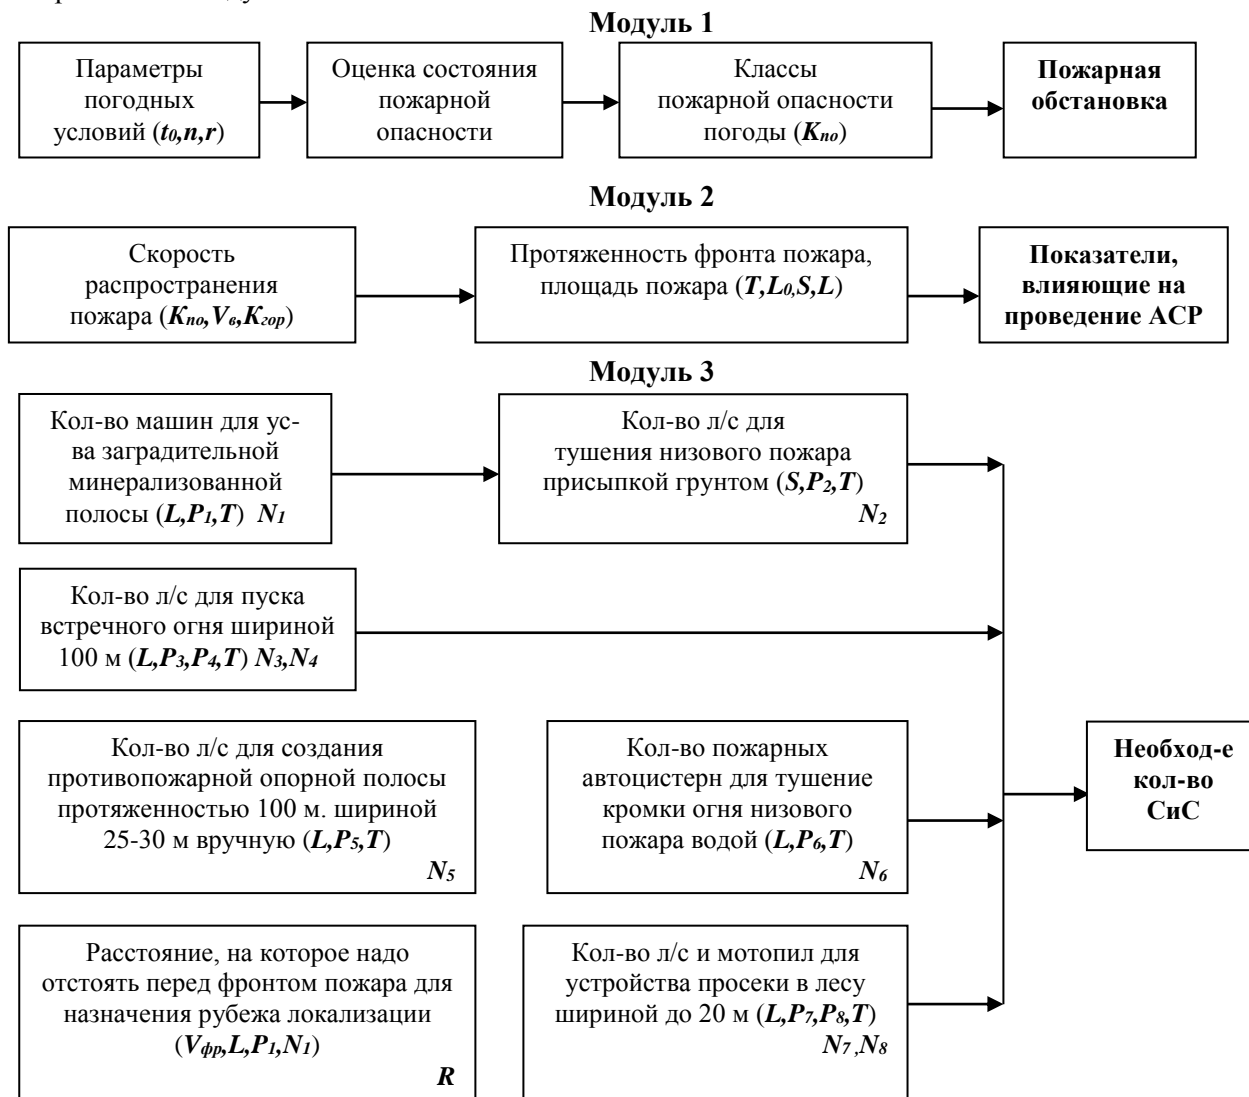 Модуль 1
Параметры
погодных
условий (t0,n,r)
Оценка состояния
пожарной
опасности
Классы
пожарной опасности
погоды (Kпо)
Пожарная
обстановка
Модуль 2
Скорость
распространения
пожара (Kпо,Vв,Kгор)
Протяженность фронта пожара,
площадь пожара (T,L0,S,L)
Показатели,
влияющие на
проведение АСР
Модуль 3
Кол-во машин для ус-
ва заградительной
минерализованной
полосы (L,P1,T) N1
Кол-во л/с для
тушения низового пожара
присыпкой грунтом (S,P2,T)
N2
Кол-во л/с для пуска
встречного огня шириной
100 м (L,P3,P4,T) N3,N4
Кол-во л/с для создания
противопожарной опорной полосы
протяженностью 100 м. шириной
25-30 м вручную (L,P5,T)
N5
Кол-во пожарных
автоцистерн для тушение
кромки огня низового
пожара водой (L,P6,T)
N6
Необход-е
кол-во
СиС
Расстояние, на которое надо
отстоять перед фронтом пожара для
назначения рубежа локализации
(Vфр,L,P1,N1)
R
Кол-во л/с и мотопил для
устройства просеки в лесу
шириной до 20 м (L,P7,P8,T)
N7 ,N8